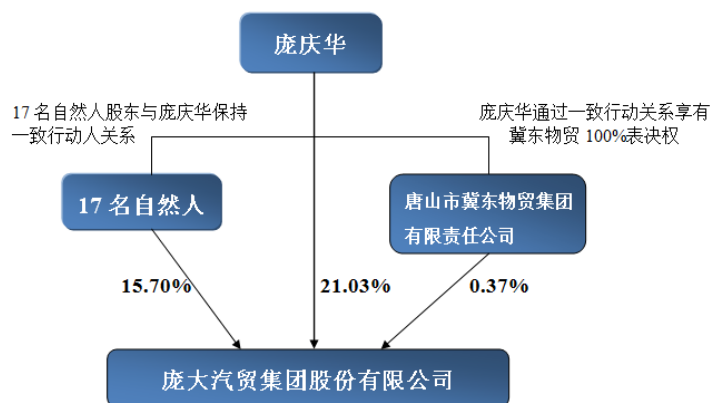 庞庆华
17 名自然人股东与庞庆华保持
一致行动人关系
庞庆华通过一致行动关系享有
冀东物贸 100%表决权
17 名自然人
唐山市冀东物贸集团
有限责任公司
15.70%
21.03%
0.37%
庞大汽贸集团股份有限公司